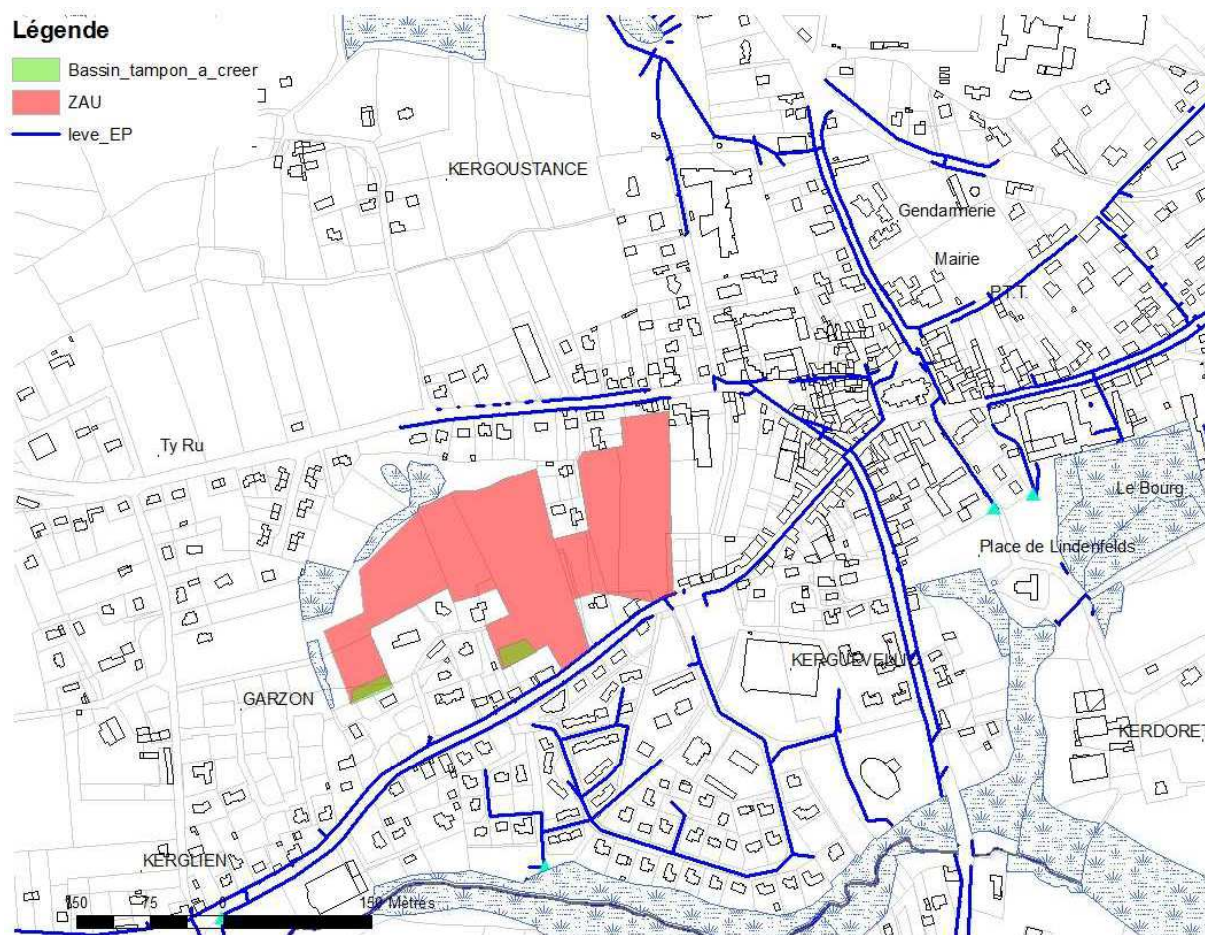 Légende
Bassin_tampon_a_creer
ZAU
leve_EP
KERGOUSTANCE
Gendarmerie
Mairie
P.T.T.
Ty Ru
Le Bourg
Place de Lindenfelds
GARZON
KERDORET
KERGLIEN
150 75 0 150 Mètres